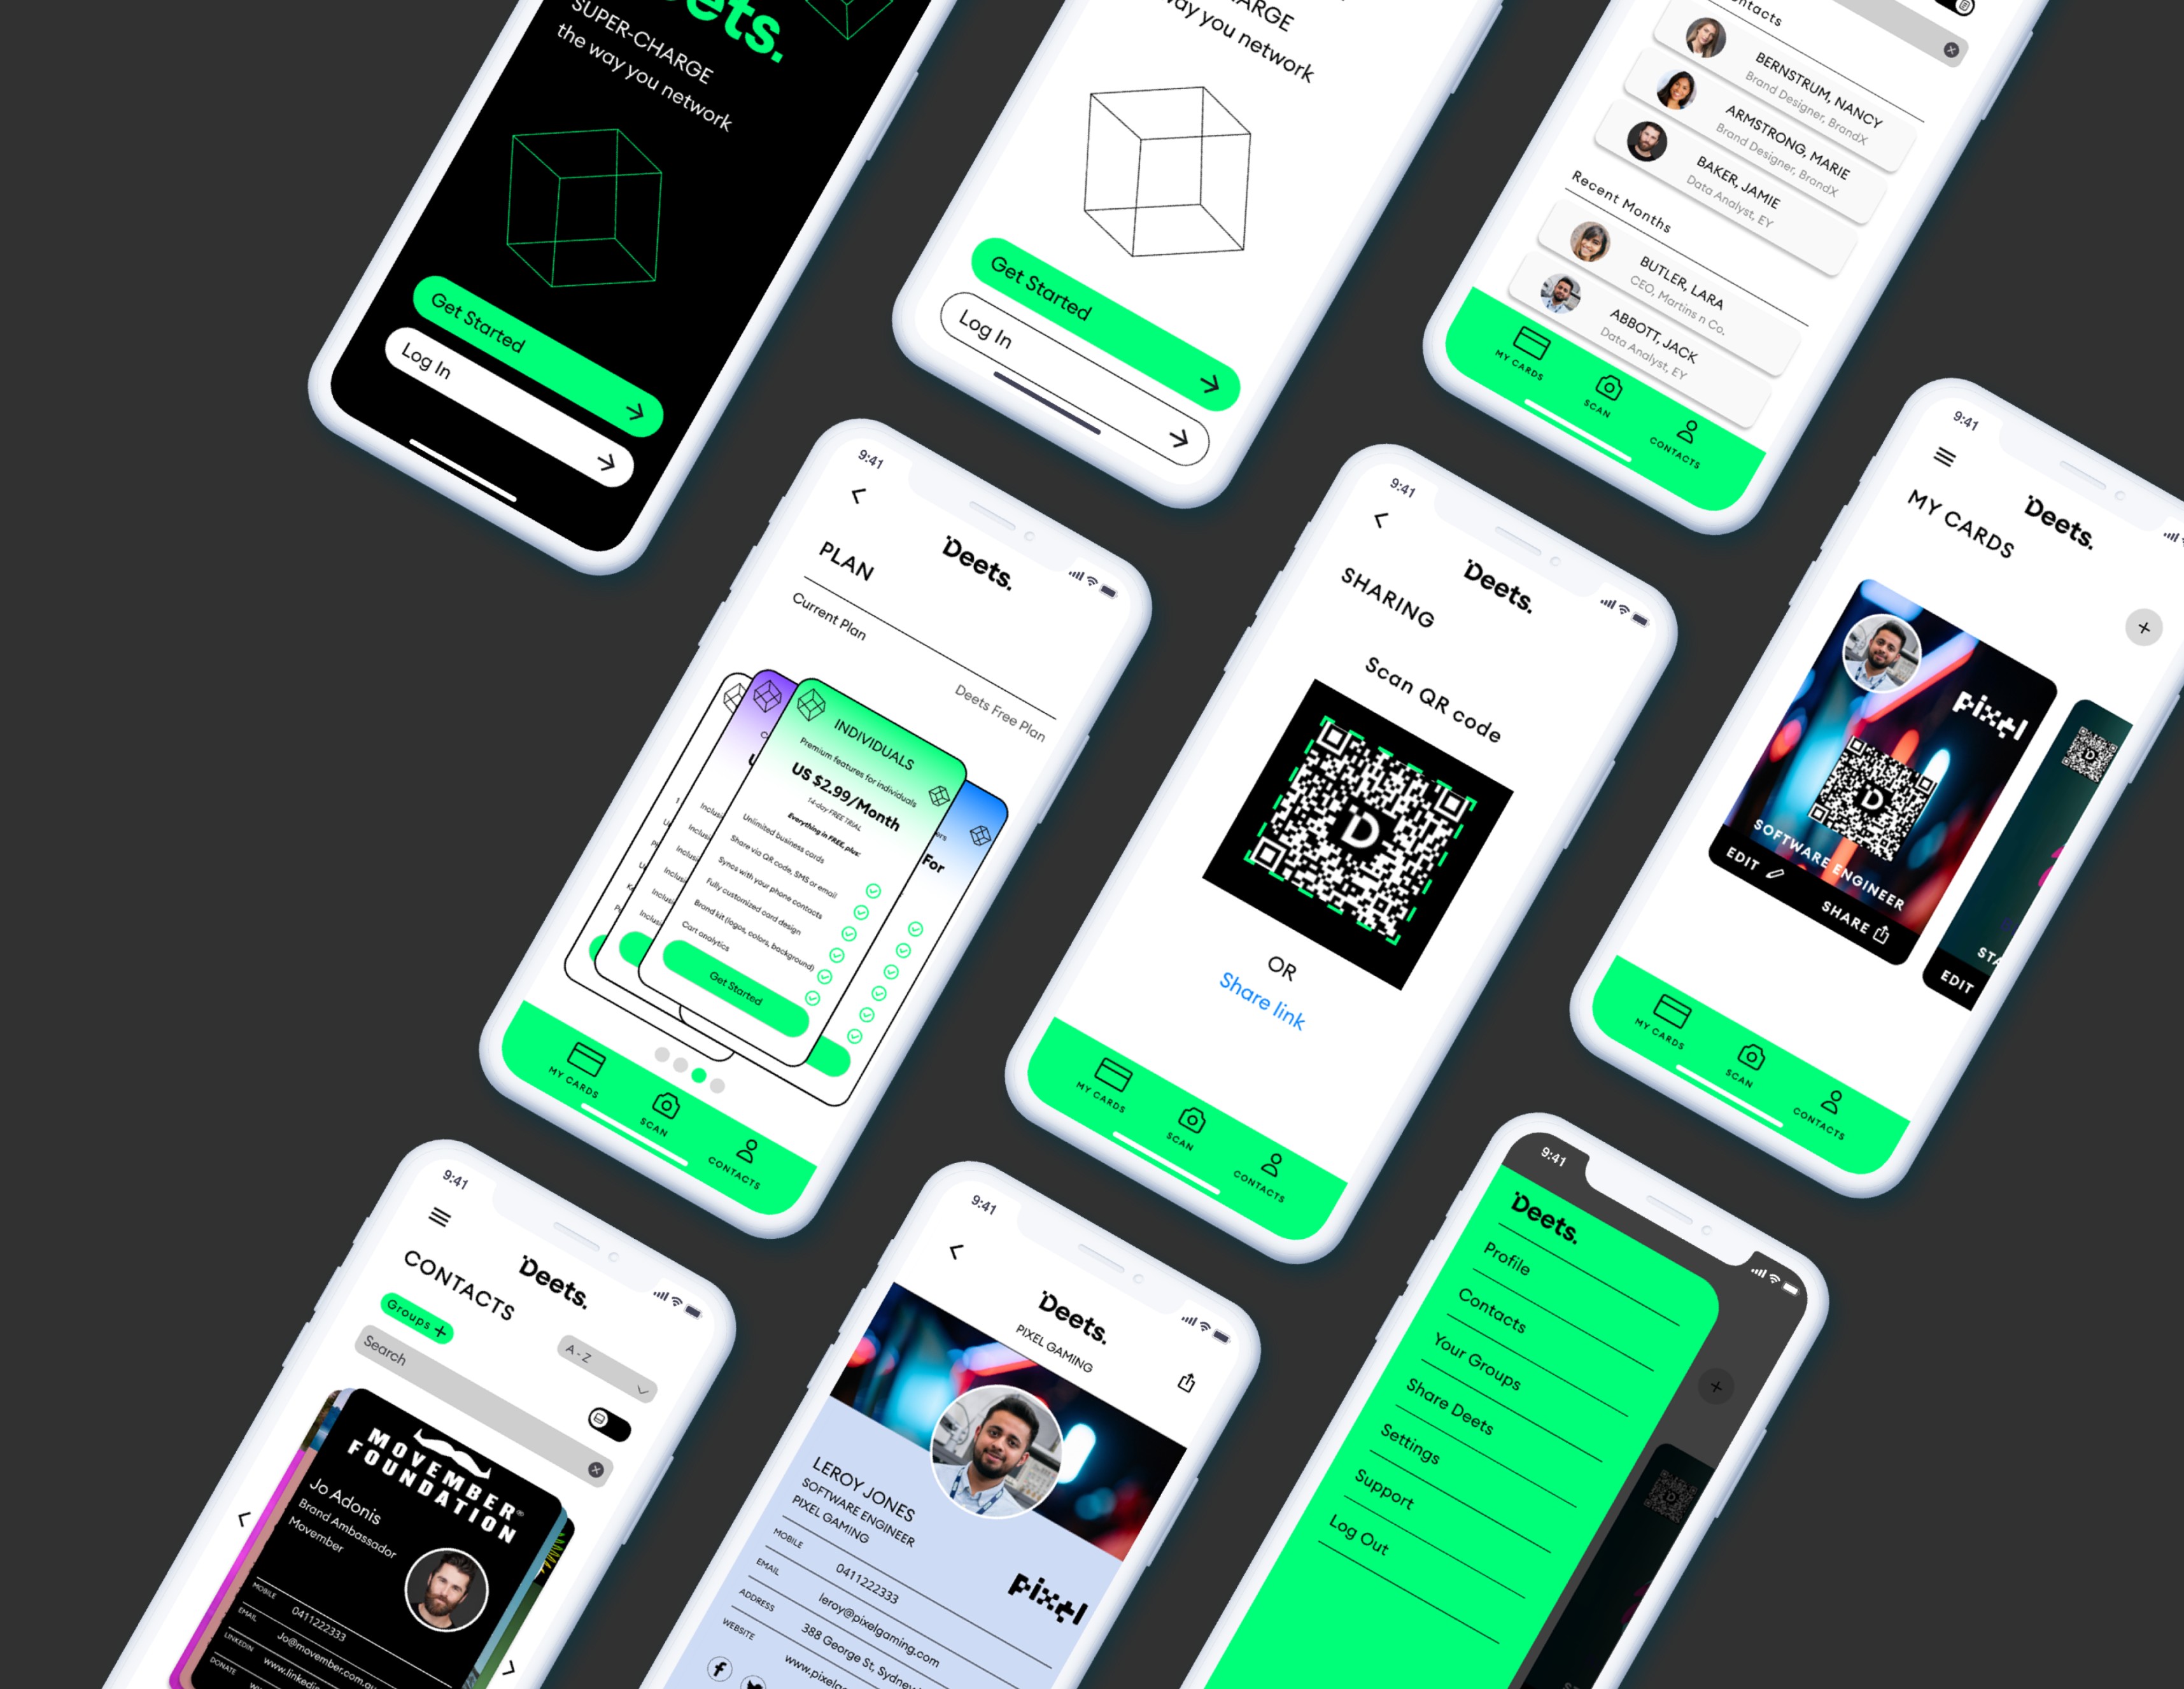 SUPER-CHARGE
the way you network
Get Started
Log In
way you network
Get Started
Log In
BERNSTRUM, NANCY
Brand Designer, BrandX
ARMSTRONG, MARIE
Brand Designer, BrandX
BAKER, JAMIE
Data Analyst, EY
Recent Months
BUTLER, LARA
CEO, Martins n Co.
ABBOTT, JACK
Data Analyst, EY
MY CARDS
SCAN
CONTACTS
9:41
Deets.
PLAN
Current Plan
Deets Free Plan
INDIVIDUALS
Premium features for individuals
US $2.99/Month
14-day FREE TRIAL
Everything in FREE, plus:
Unlimited business cards
Share via QR code, SMS or email
Syncs with your phone contacts
Fully customized card design
Brand kit (logos, colors, background)
Cart analytics
Get Started
For
MY CARDS
SCAN
CONTACTS
9:41
Deets.
SHARING
Scan QR code
D
OR
Share link
MY CARDS
SCAN
CONTACTS
9:41
Deets.
MY CARDS
pixel
D
SOFTWARE ENGINEER
EDIT
SHARE
D
EDIT
MY CARDS
SCAN
CONTACTS
9:41
Deets.
CONTACTS
Groups +
A - Z
Search
MOVEMBER®
FOUNDATION
Jo Adonis
Brand Ambassador
Movember
MOBILE 0411222333
EMAIL Jo@movember.com.au
LINKEDIN
DONATE
9:41
Deets.
PIXEL GAMING
LEROY JONES
SOFTWARE ENGINEER
PIXEL GAMING
pixel
MOBILE 0411222333
EMAIL leroy@pixelgaming.com
ADDRESS 388 George St, Sydney
WEBSITE
9:41
Deets.
Profile
Contacts
Your Groups
Share Deets
Settings
Support
Log Out